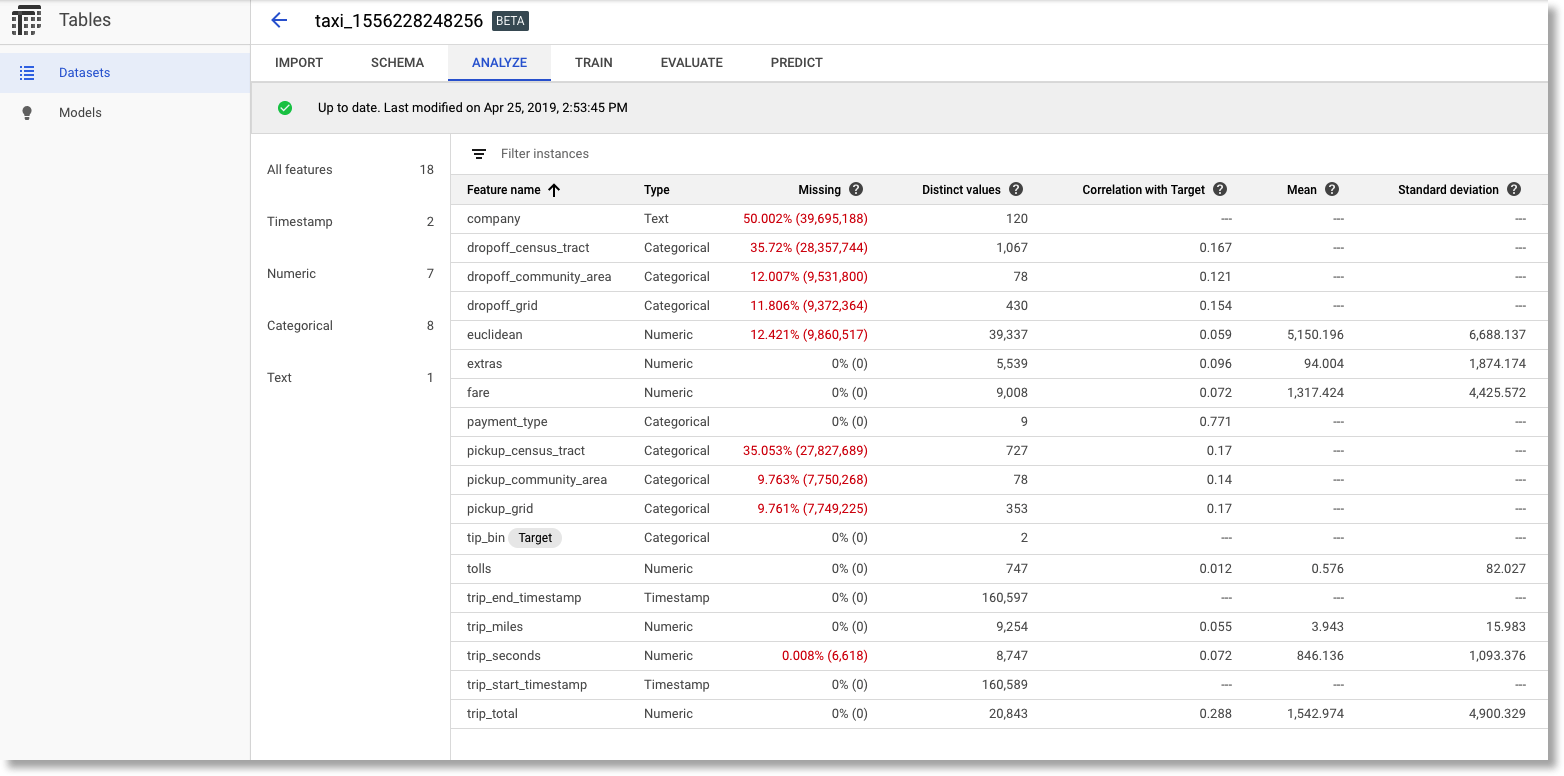 Tables
taxi_1556228248256 BETA
IMPORT SCHEMA ANALYZE TRAIN EVALUATE PREDICT
Datasets
Models
Up to date. Last modified on Apr 25, 2019, 2:53:45 PM
All features 18
Timestamp 2
Numeric 7
Categorical 8
Text 1
Filter instances
Feature name Type Missing ? Distinct values ? Correlation with Target ? Mean ? Standard deviation ?
company Text 50.002% (39,695,188) 120 --- --- ---
dropoff_census_tract Categorical 35.72% (28,357,744) 1,067 0.167 --- ---
dropoff_community_area Categorical 12.007% (9,531,800) 78 0.121 --- ---
dropoff_grid Categorical 11.806% (9,372,364) 430 0.154 --- ---
euclidean Numeric 12.421% (9,860,517) 39,337 0.059 5,150.196 6,688.137
extras Numeric 0% (0) 5,539 0.096 94.004 1,874.174
fare Numeric 0% (0) 9,008 0.072 1,317.424 4,425.572
payment_type Categorical 0% (0) 9 0.771 --- ---
pickup_census_tract Categorical 35.053% (27,827,689) 727 0.17 --- ---
pickup_community_area Categorical 9.763% (7,750,268) 78 0.14 --- ---
pickup_grid Categorical 9.761% (7,749,225) 353 0.17 --- ---
tip_bin Target Categorical 0% (0) 2 --- --- ---
tolls Numeric 0% (0) 747 0.012 0.576 82.027
trip_end_timestamp Timestamp 0% (0) 160,597 --- --- ---
trip_miles Numeric 0% (0) 9,254 0.055 3.943 15.983
trip_seconds Numeric 0.008% (6,618) 8,747 0.072 846.136 1,093.376
trip_start_timestamp Timestamp 0% (0) 160,589 --- --- ---
trip_total Numeric 0% (0) 20,843 0.288 1,542.974 4,900.329